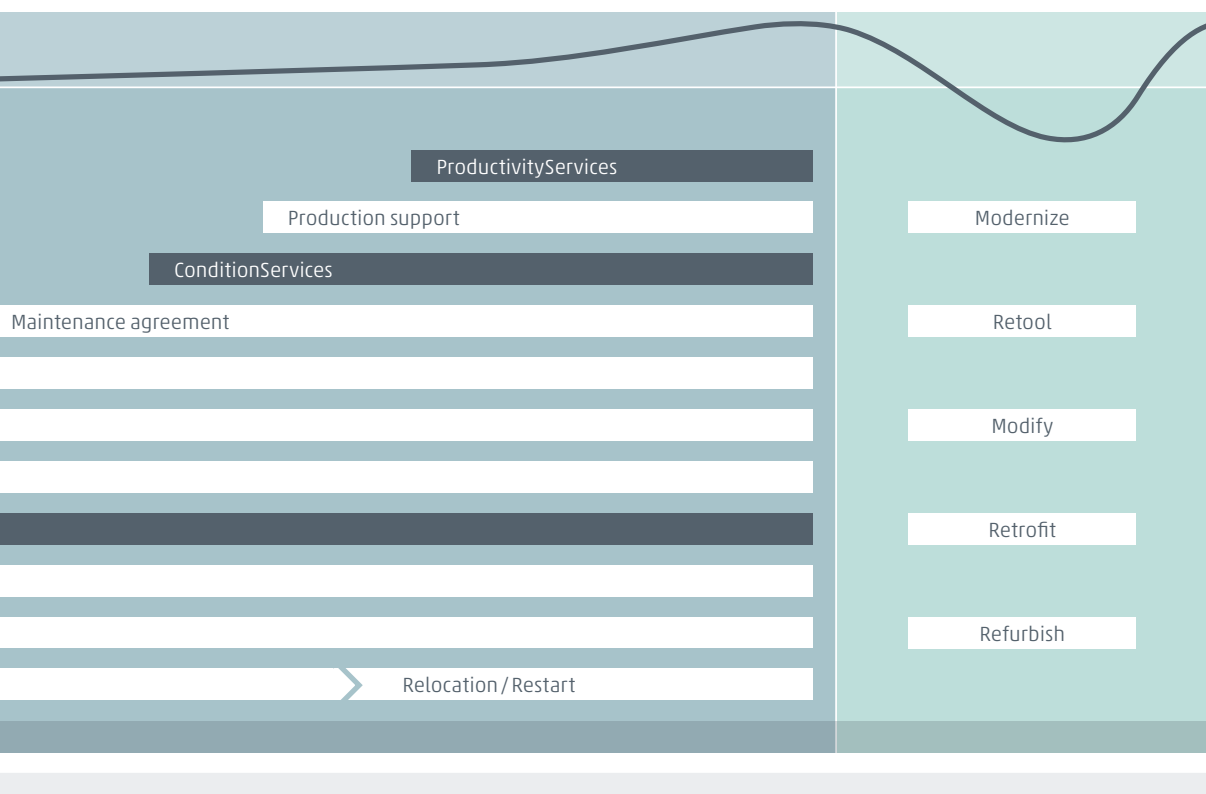 ProductivityServices
Production support
Modernize
ConditionServices
Maintenance agreement
Retool
Modify
Retrofit
Refurbish
Relocation / Restart